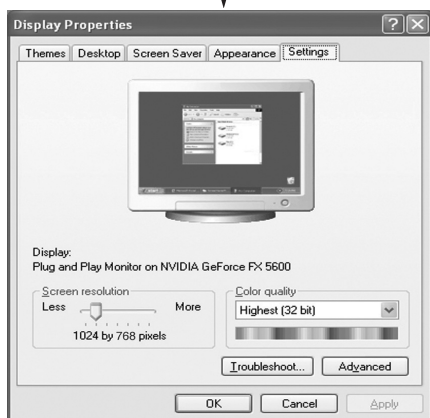 Display Properties
Themes Desktop Screen Saver Appearance Settings
Display:
Plug and Play Monitor on NVIDIA GeForce FX 5600
Screen resolution
Less More
1024 by 768 pixels
Color quality
Highest (32 bit)
Troubleshoot... Advanced
OK Cancel Apply